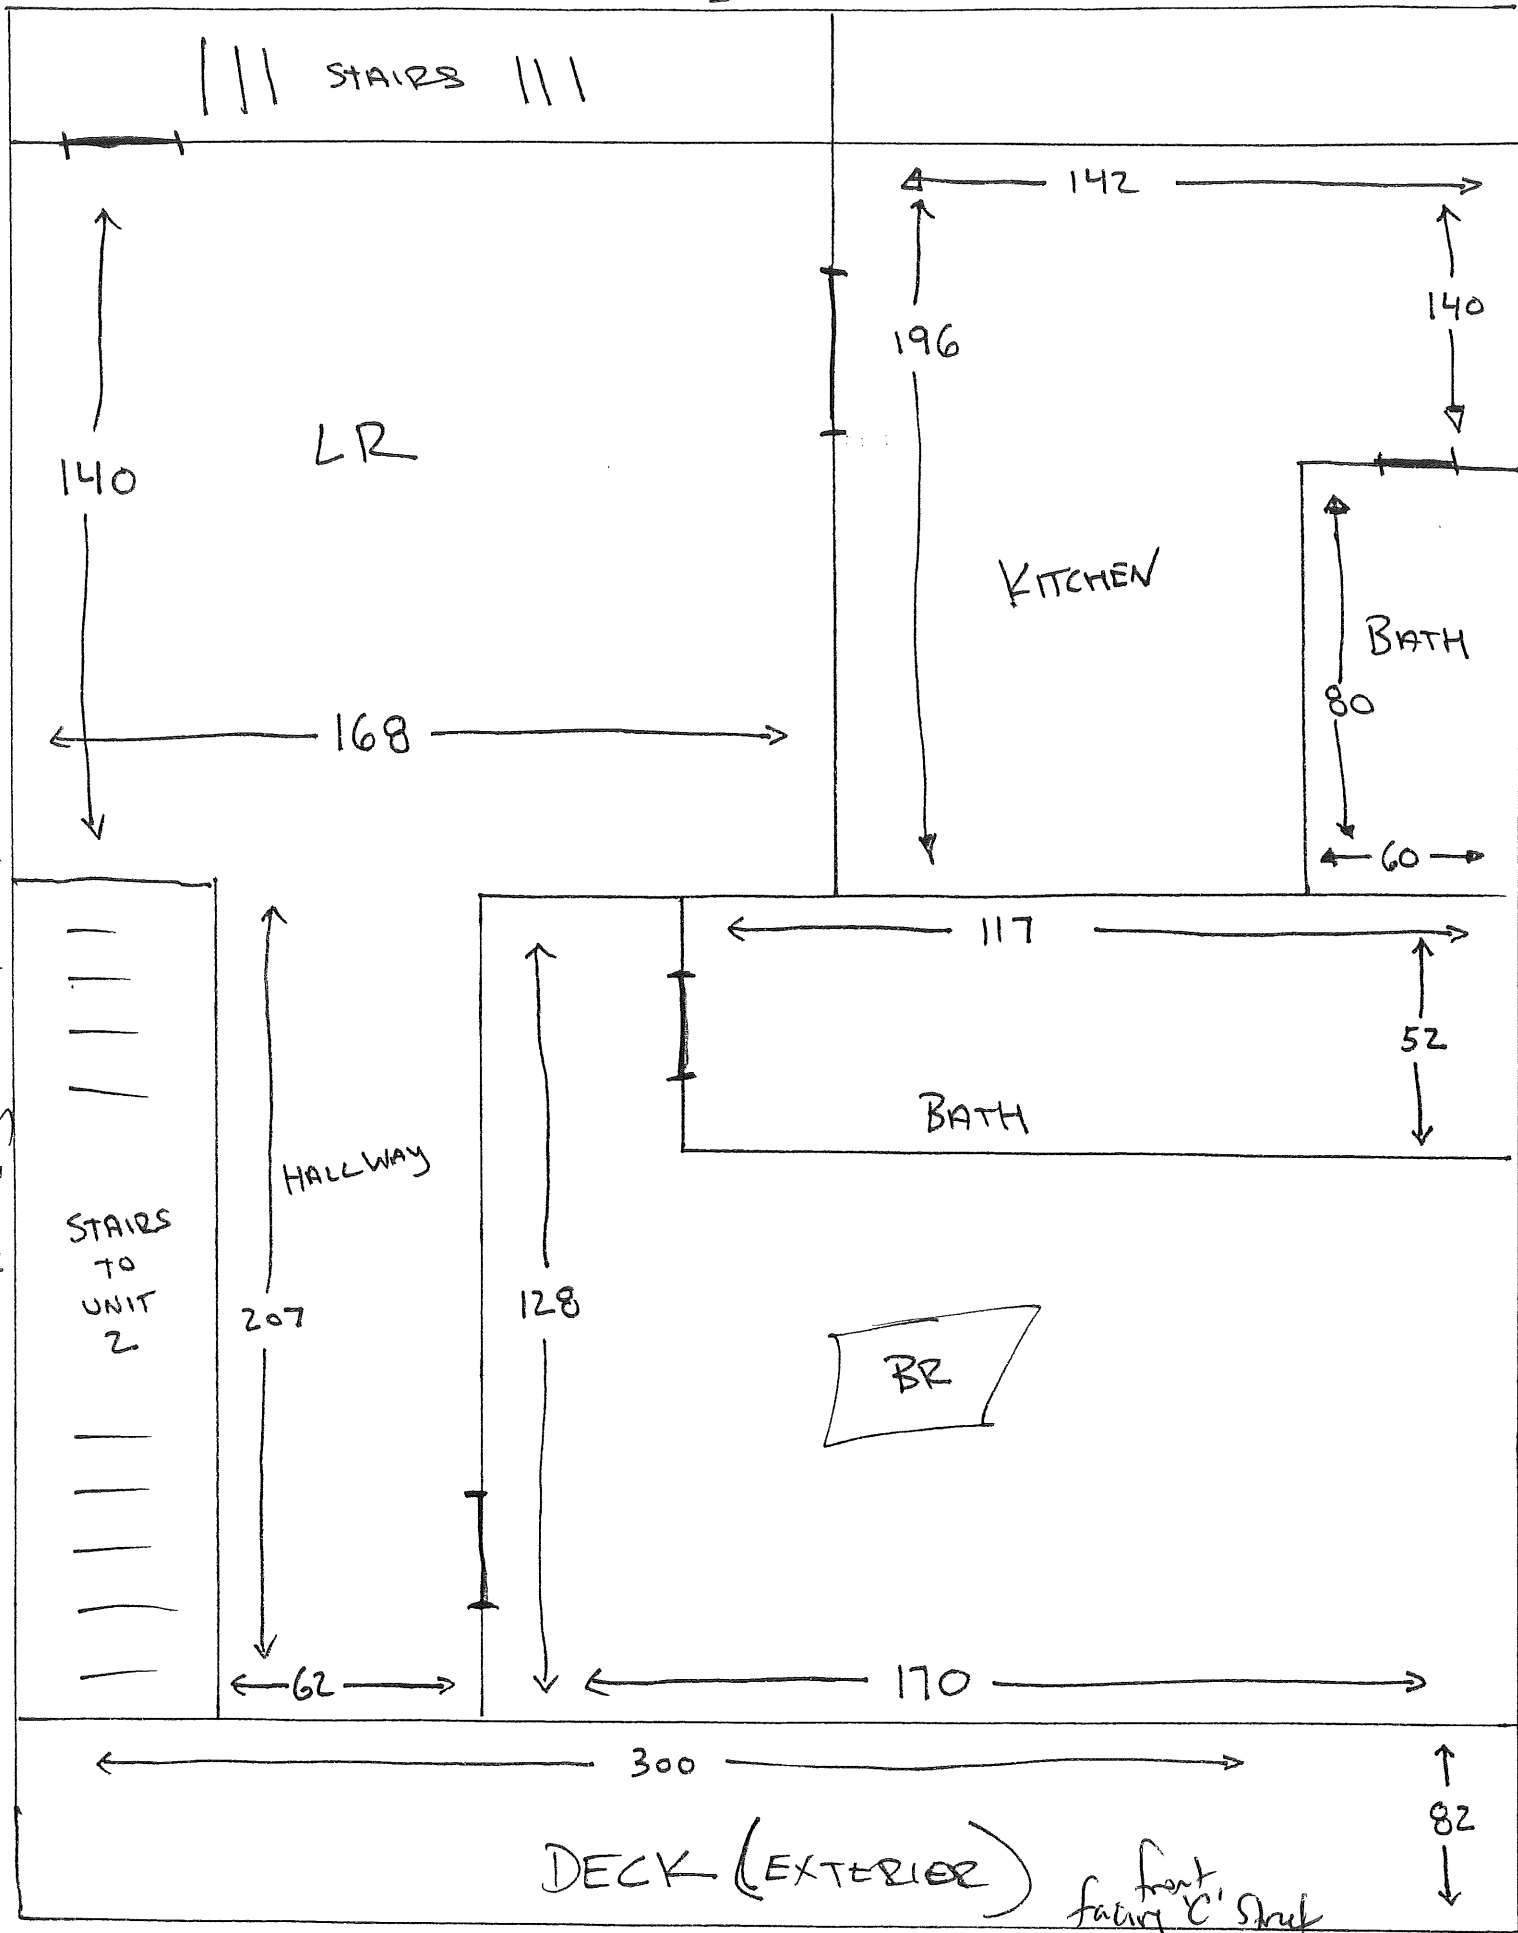 STAIRS
142
140
196
LR
140
KITCHEN
BATH
80
168
60
117
52
BATH
HALLWAY
STAIRS
TO
UNIT
2
207
128
BR
62
170
300
82
DECK (EXTERIOR)
front
facing 'C' Street